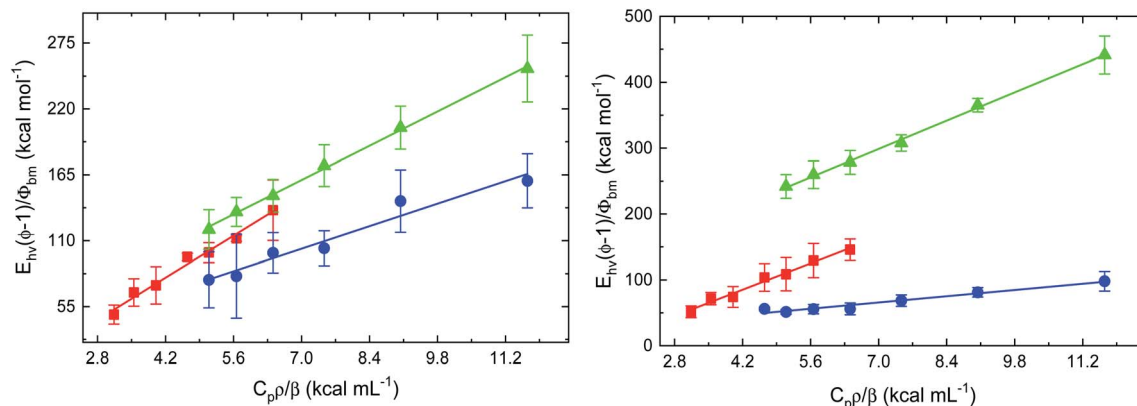 E_hv(ϕ-1)/Φ_bm (kcal mol⁻¹)
275
220
165
110
55
2.8 4.2 5.6 7.0 8.4 9.8 11.2
C_pρ/β (kcal mL⁻¹)
E_hv(ϕ-1)/Φ_bm (kcal mol⁻¹)
500
400
300
200
100
0
2.8 4.2 5.6 7.0 8.4 9.8 11.2
C_pρ/β (kcal mL⁻¹)